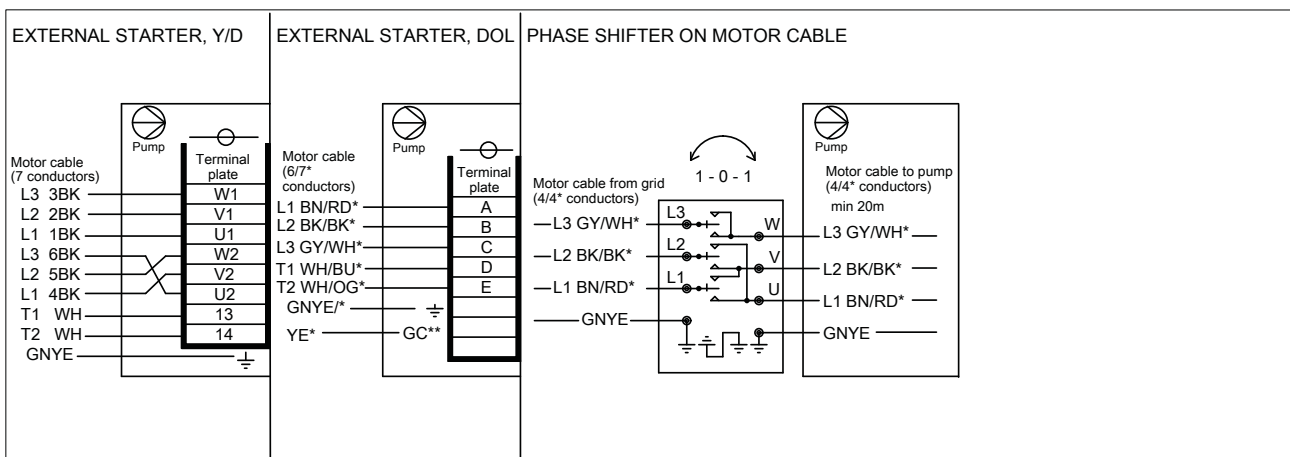 EXTERNAL STARTER, Y/D
Pump
Motor cable
(7 conductors)
Terminal
plate
L3 3BK
W1
L2 2BK
V1
L1 1BK
U1
L3 6BK
W2
L2 5BK
V2
L1 4BK
U2
T1 WH
13
T2 WH
14
GNYE
EXTERNAL STARTER, DOL
Pump
Motor cable
(6/7*
conductors)
Terminal
plate
L1 BN/RD*
A
L2 BK/BK*
B
L3 GY/WH*
C
T1 WH/BU*
D
T2 WH/OG*
E
GNYE/*
YE*
GC**
PHASE SHIFTER ON MOTOR CABLE
Motor cable from grid
(4/4* conductors)
L3 GY/WH*
L2 BK/BK*
L1 BN/RD*
GNYE
1 - 0 - 1
L3
W
L2
V
L1
U
Pump
Motor cable to pump
(4/4* conductors)
min 20m
L3 GY/WH*
L2 BK/BK*
L1 BN/RD*
GNYE